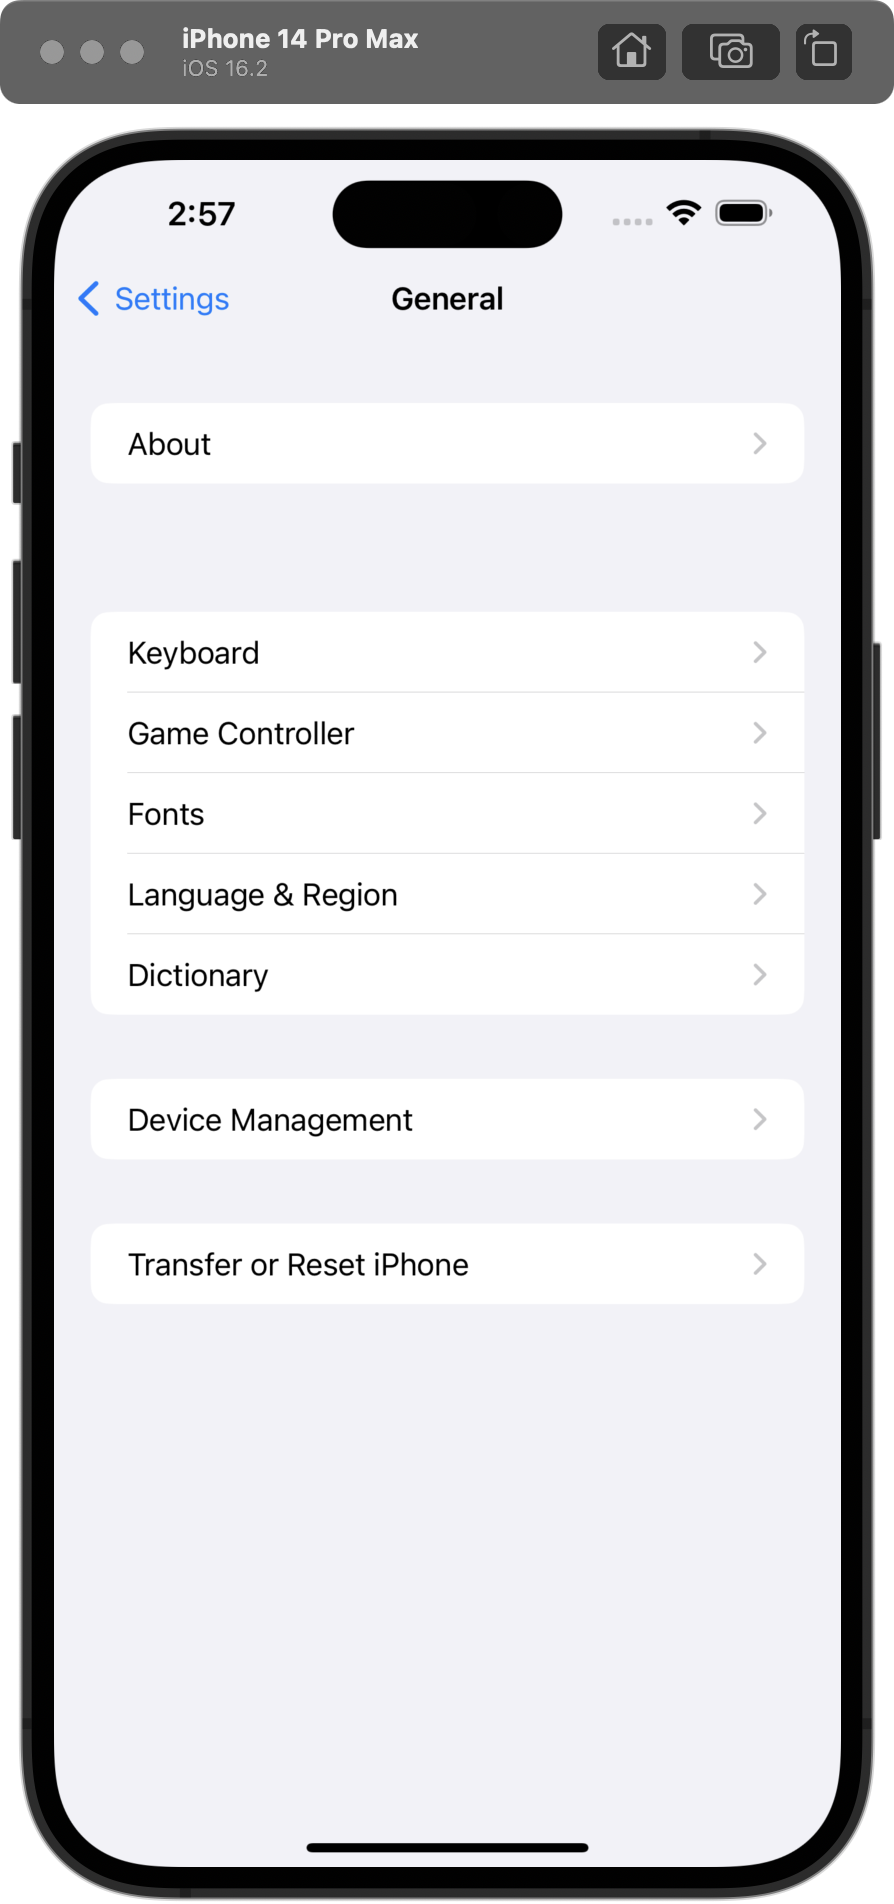 iPhone 14 Pro Max
iOS 16.2
2:57
Settings
General
About
Keyboard
Game Controller
Fonts
Language & Region
Dictionary
Device Management
Transfer or Reset iPhone